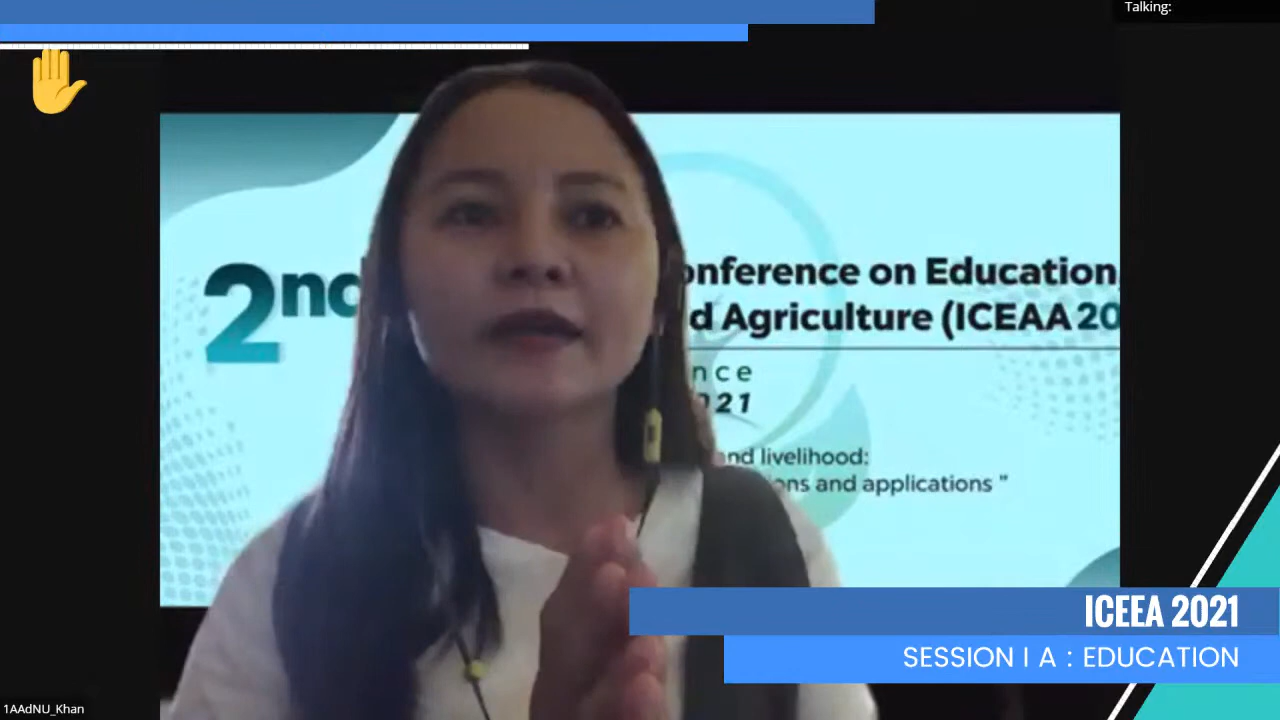 Talking:
2nd
onference on Education,
d Agriculture (ICEAA 20
nce
021
nd livelihood:
ons and applications "
ICEEA 2021
SESSION I A : EDUCATION
1AAdNU_Khan